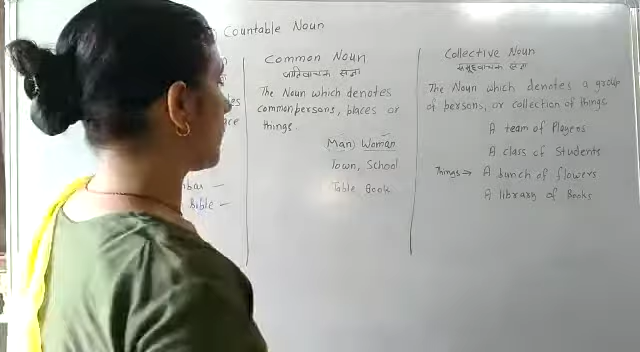 Countable Noun
Common Noun
जातिवाचक संज्ञा
The Noun which denotes
common persons, places or
things.
Man, Woman
Town, School
Table Book
Collective Noun
समूहवाचक संज्ञा
The Noun which denotes a group
of persons, or collection of things
A team of Players
A class of Students
Things → A bunch of flowers
A library of Books
Bible –